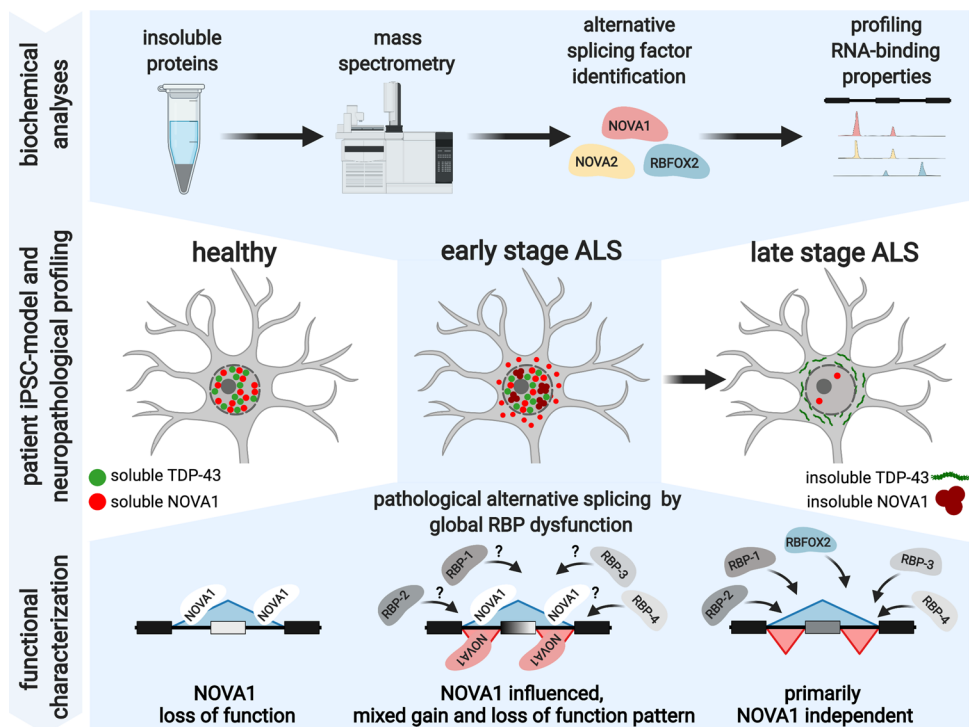 biochemical
analyses
insoluble
proteins
mass
spectrometry
alternative
splicing factor
identification
profiling
RNA-binding
properties
NOVA1
NOVA2
RBFOX2
patient iPSC-model and
neuropathological profiling
healthy
early stage ALS
late stage ALS
soluble TDP-43
soluble NOVA1
insoluble TDP-43
insoluble NOVA1
functional
characterization
pathological alternative splicing by
global RBP dysfunction
NOVA1
NOVA1
NOVA1
loss of function
RBP-1
?
?
RBP-3
RBP-2
?
NOVA1
NOVA1
?
RBP-4
NOVA1
NOVA1
NOVA1 influenced,
mixed gain and loss of function pattern
RBFOX2
RBP-1
RBP-3
RBP-2
RBP-4
primarily
NOVA1 independent